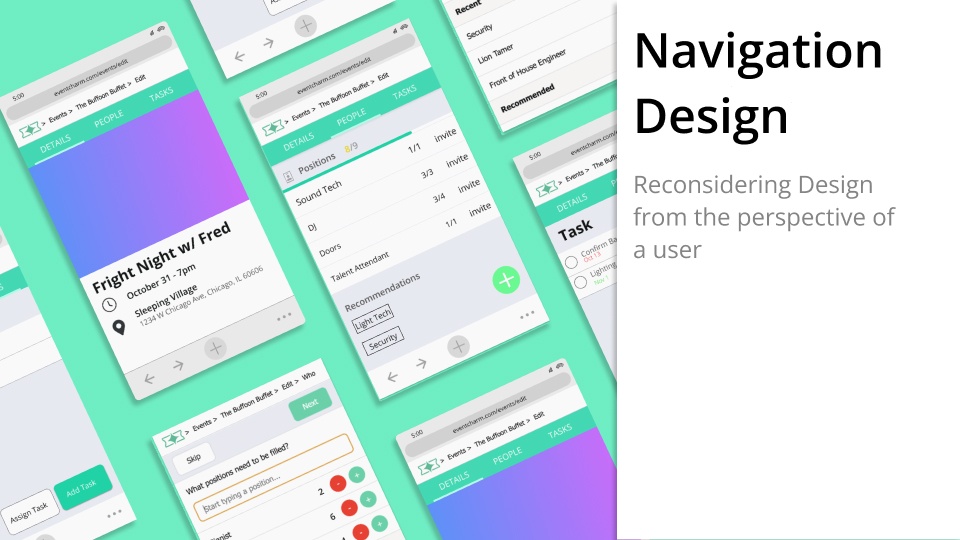 Navigation
Design
Reconsidering Design
from the perspective of
a user
5:00
eventcharm.com/events/edit
> Events > The Buffoon Buffet > Edit
DETAILS PEOPLE TASKS
Fright Night w/ Fred
October 31 - 7pm
Sleeping Village
1234 W Chicago Ave, Chicago, IL 60606
5:00
eventcharm.com/events/edit
> Events > The Buffoon Buffet > Edit
DETAILS PEOPLE TASKS
Positions 8/9
Sound Tech 1/1 invite
DJ 3/3 invite
Doors 3/4 invite
Talent Attendant 1/1 invite
Recommendations
Light Tech
Security
Recent
Security
Lion Tamer
Front of House Engineer
Recommended
5:00
> Events > The
DETAILS
Task
Confirm
Oct 13
Lighting
Nov
Assign Task
Add Task
> Events > The Buffoon Buffet > Edit > Who
Skip
Next
What positions need to be filled?
Start typing a position...
2 - +
6 - +
5:00
eventcharm.com/events/edit
> Events > The Buffoon Buffet > Edit
DETAILS PEOPLE TASKS